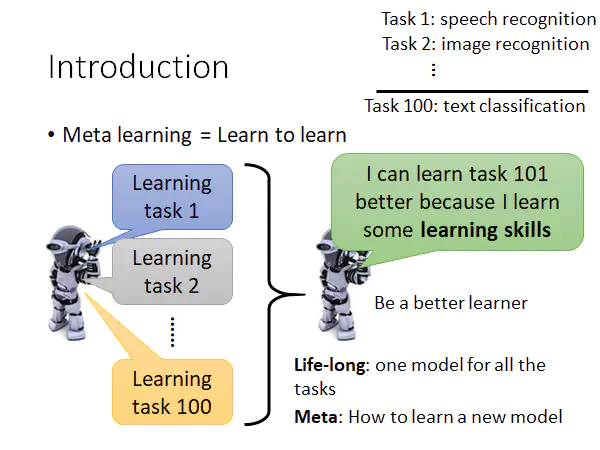 Task 1: speech recognition
Task 2: image recognition
⋮
Task 100: text classification
Introduction
• Meta learning = Learn to learn
Learning
task 1
Learning
task 2
Learning
task 100
I can learn task 101
better because I learn
some learning skills
Be a better learner
Life-long: one model for all the
tasks
Meta: How to learn a new model